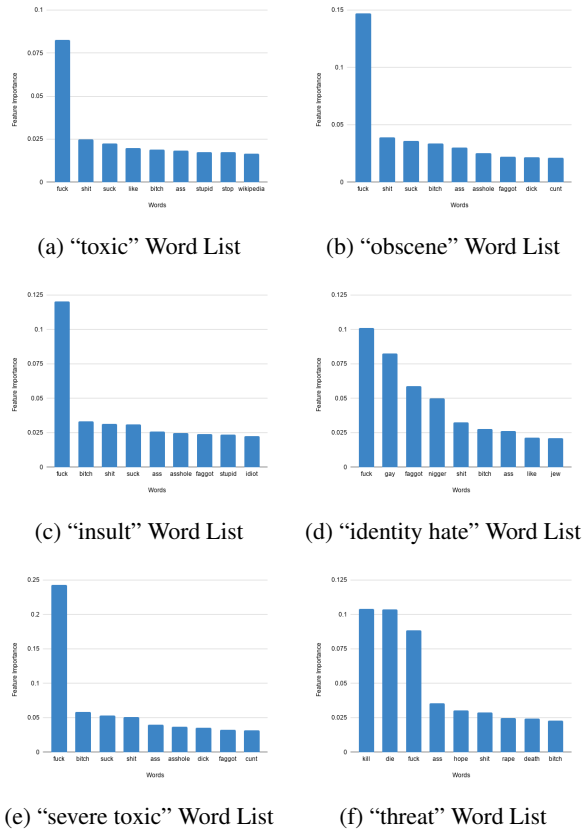 0.1
0.075
0.05
0.025
0
Feature Importance
fuck shit suck like bitch ass stupid stop wikipedia
Words
(a) “toxic” Word List
0.15
0.1
0.05
0
Feature Importance
fuck shit suck bitch ass asshole faggot dick cunt
Words
(b) “obscene” Word List
0.125
0.1
0.075
0.05
0.025
0
Feature Importance
fuck bitch shit suck ass asshole faggot stupid idiot
Words
(c) “insult” Word List
0.125
0.1
0.075
0.05
0.025
0
Feature Importance
fuck gay faggot nigger shit bitch ass like jew
Words
(d) “identity hate” Word List
0.25
0.2
0.15
0.1
0.05
0
Feature Importance
fuck bitch suck shit ass asshole dick faggot cunt
Words
(e) “severe toxic” Word List
0.125
0.1
0.075
0.05
0.025
0
Feature Importance
kill die fuck ass hope shit rape death bitch
Words
(f) “threat” Word List